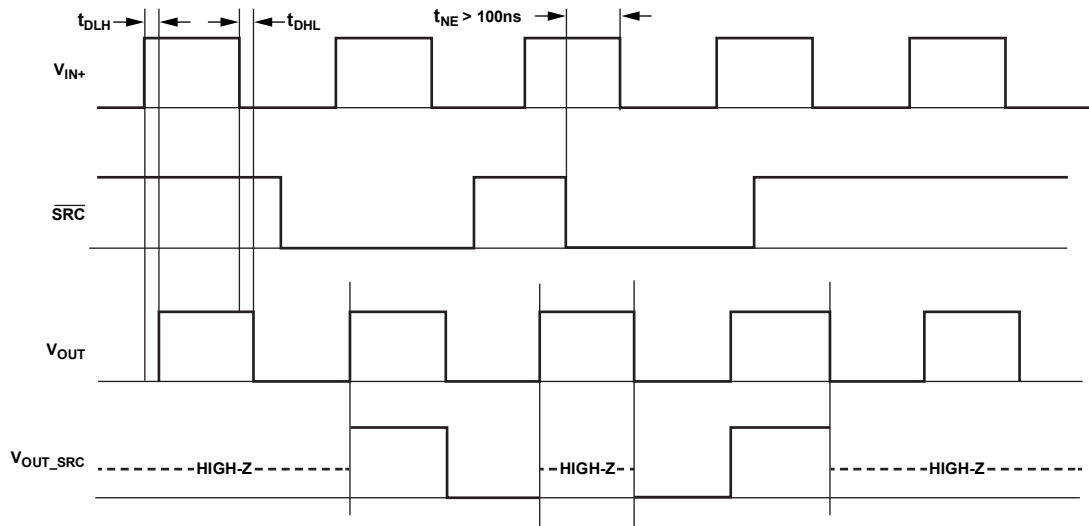 tDLH
tDHL
tNE > 100ns
VIN+
SRC
VOUT
VOUT_SRC
HIGH-Z
HIGH-Z
HIGH-Z